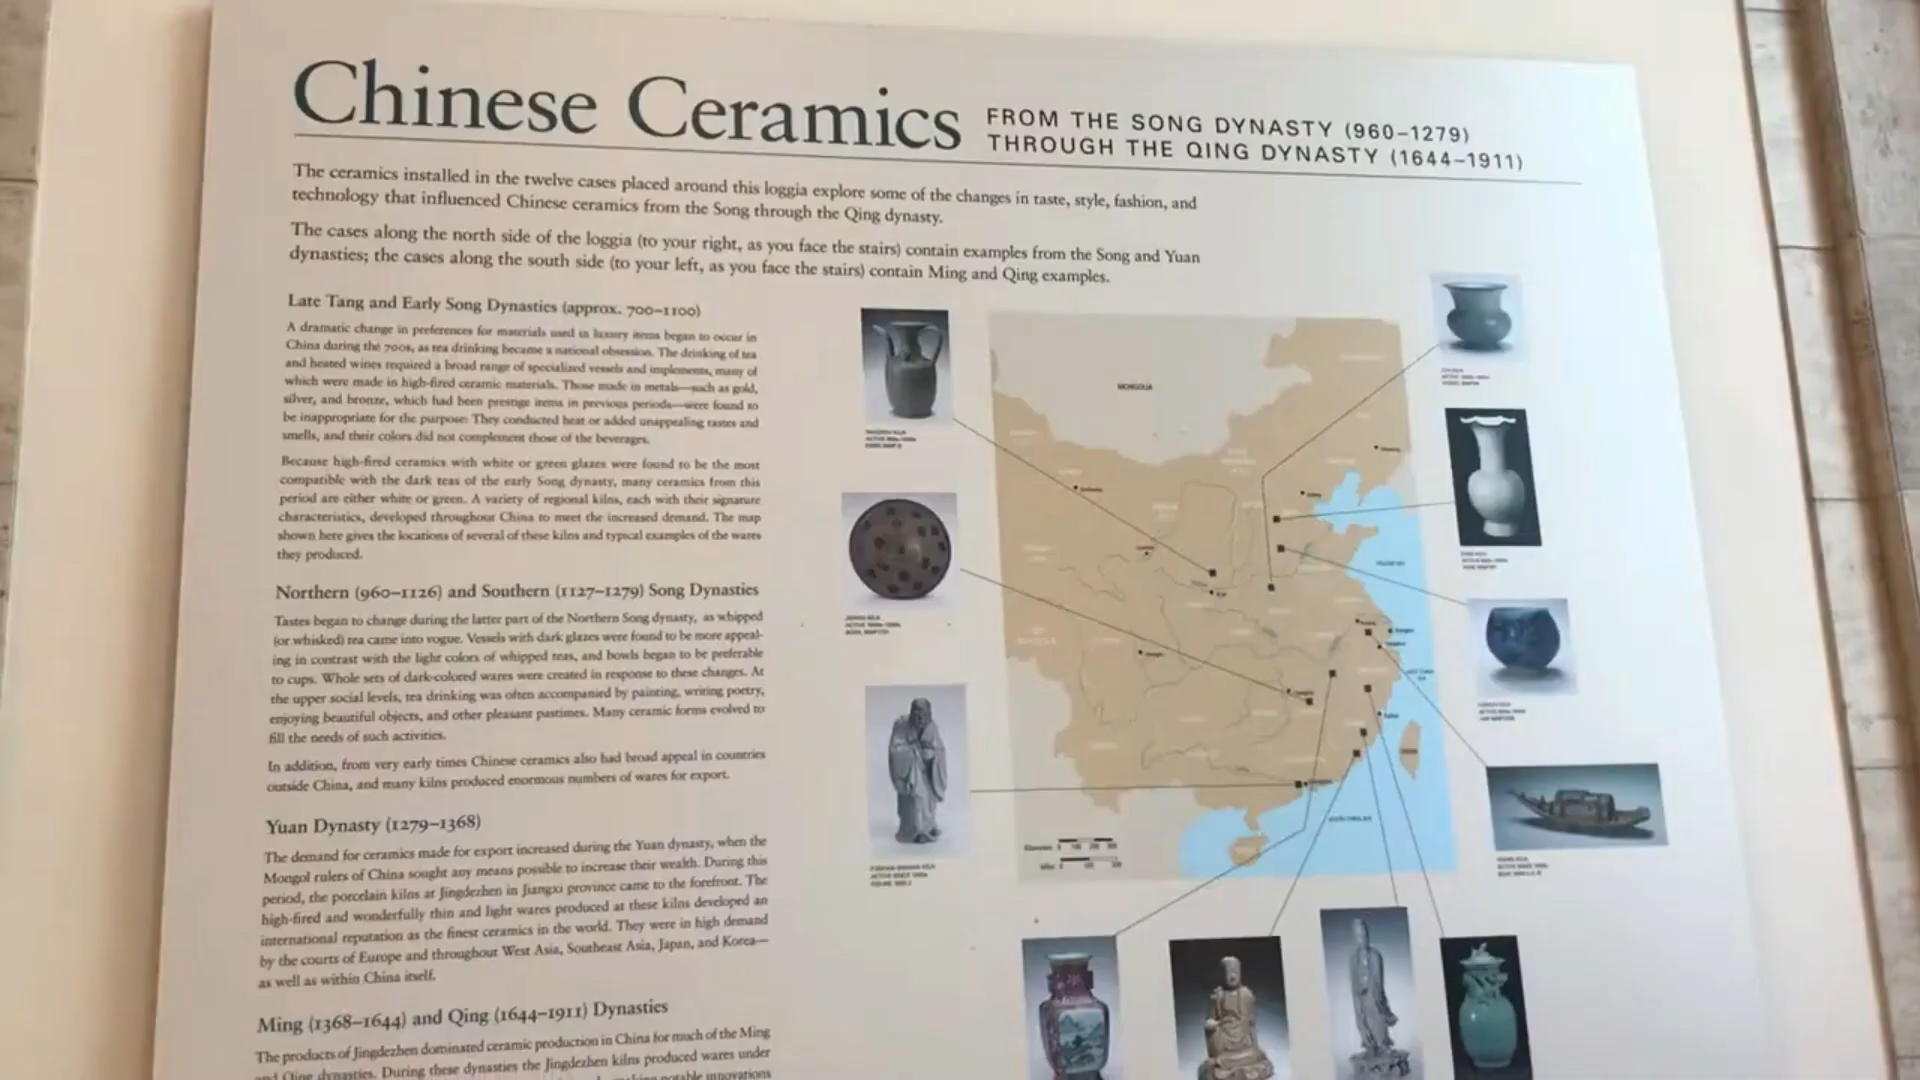 Chinese Ceramics
FROM THE SONG DYNASTY (960–1279)
THROUGH THE QING DYNASTY (1644–1911)
The ceramics installed in the twelve cases placed around this loggia explore some of the changes in taste, style, fashion, and
technology that influenced Chinese ceramics from the Song through the Qing dynasty.
The cases along the north side of the loggia (to your right, as you face the stairs) contain examples from the Song and Yuan
dynasties; the cases along the south side (to your left, as you face the stairs) contain Ming and Qing examples.
Late Tang and Early Song Dynasties (approx. 700–1100)
A dramatic change in preferences for materials used in luxury items began to occur in
China during the 700s, as tea drinking became a national obsession. The drinking of tea
and heated wines required a broad range of specialized vessels and implements, many of
which were made in high-fired ceramic materials. Those made in metals—such as gold,
silver, and bronze, which had been prestige items in previous periods—were found to
be inappropriate for the purpose: They conducted heat or added unappealing tastes and
smells, and their colors did not complement those of the beverages.
Because high-fired ceramics with white or green glazes were found to be the most
compatible with the dark teas of the early Song dynasty, many ceramics from this
period are either white or green. A variety of regional kilns, each with their signature
characteristics, developed throughout China to meet the increased demand. The map
shown here gives the locations of several of these kilns and typical examples of the wares
they produced.
Northern (960–1126) and Southern (1127–1279) Song Dynasties
Tastes began to change during the latter part of the Northern Song dynasty, as whipped
(or whisked) tea came into vogue. Vessels with dark glazes were found to be more appeal-
ing in contrast with the light colors of whipped teas, and bowls began to be preferable
to cups. Whole sets of dark-colored wares were created in response to these changes. At
the upper social levels, tea drinking was often accompanied by painting, writing poetry,
enjoying beautiful objects, and other pleasant pastimes. Many ceramic forms evolved to
fill the needs of such activities.
In addition, from very early times Chinese ceramics also had broad appeal in countries
outside China, and many kilns produced enormous numbers of wares for export.
Yuan Dynasty (1279–1368)
The demand for ceramics made for export increased during the Yuan dynasty, when the
Mongol rulers of China sought any means possible to increase their wealth. During this
period, the porcelain kilns at Jingdezhen in Jiangxi province came to the forefront. The
high-fired and wonderfully thin and light wares produced at these kilns developed an
international reputation as the finest ceramics in the world. They were in high demand
by the courts of Europe and throughout West Asia, Southeast Asia, Japan, and Korea—
as well as within China itself.
Ming (1368–1644) and Qing (1644–1911) Dynasties
The products of Jingdezhen dominated ceramic production in China for much of the Ming
and Qing dynasties. During these dynasties the Jingdezhen kilns produced wares under
making notable innovations
MONGOLIA